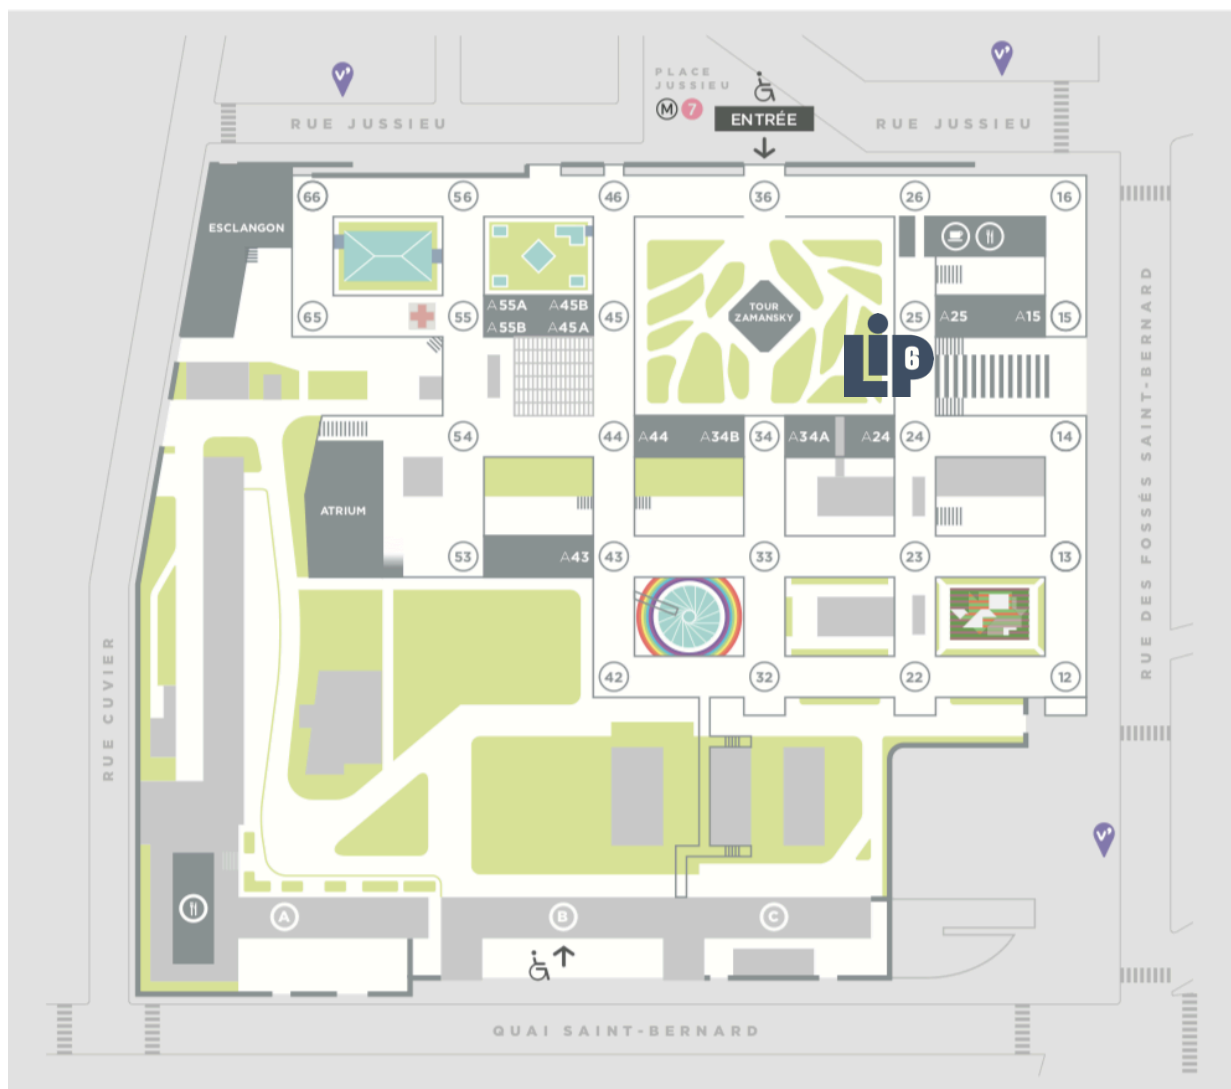 PLACE
JUSSIEU
M 7
ENTRÉE
RUE JUSSIEU
RUE JUSSIEU
V'
V'
66
56
46
36
26
16
ESCLANGON
65
55
A55A
A45B
A55B
A45A
45
TOUR
ZAMANSKY
25
A25
A15
15
LiP6
54
44
A44
A34B
34
A34A
A24
24
14
ATRIUM
53
A43
43
33
23
13
42
32
22
12
RUE CUVIER
RUE DES FOSSÉS SAINT-BERNARD
V'
A
B
C
QUAI SAINT-BERNARD